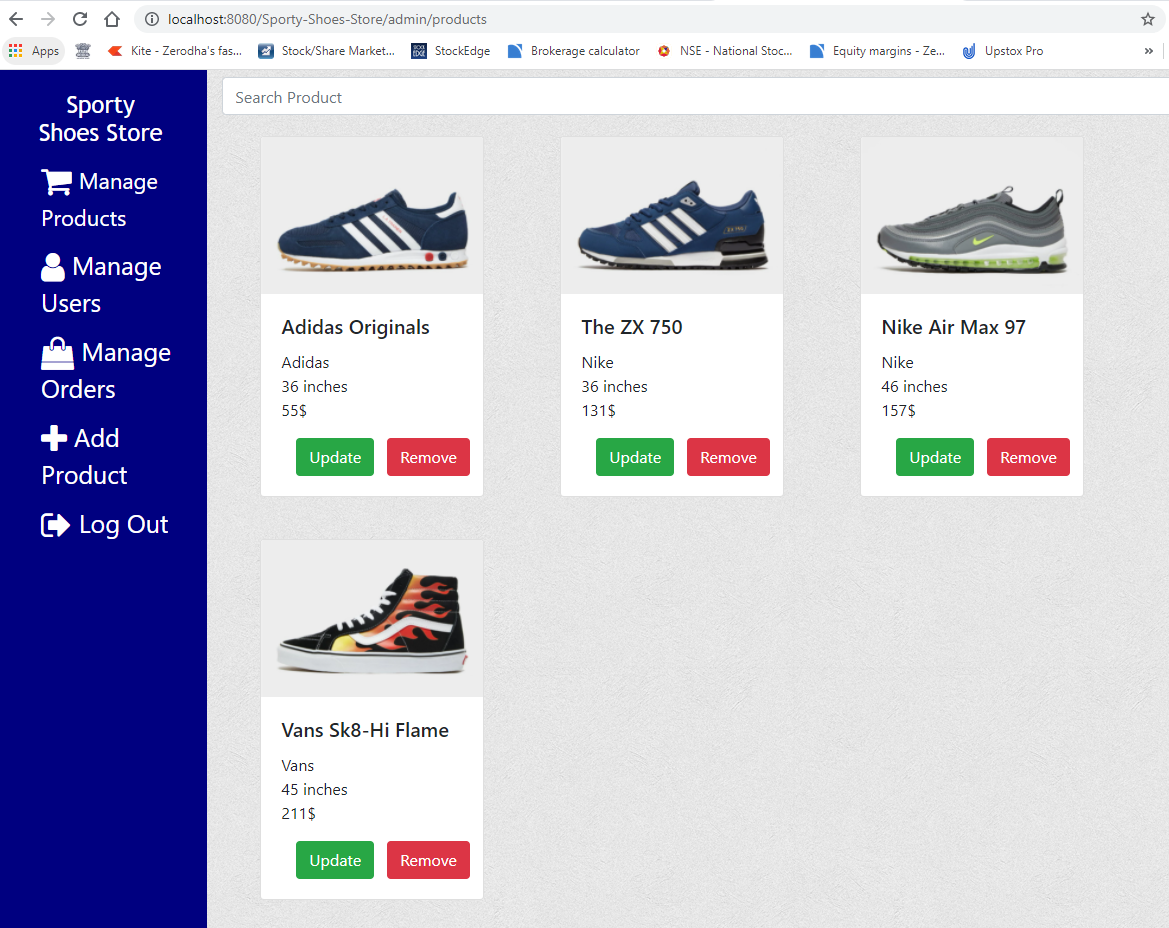 localhost:8080/Sporty-Shoes-Store/admin/products
Apps
Kite - Zerodha's fas...
Stock/Share Market...
StockEdge
Brokerage calculator
NSE - National Stoc...
Equity margins - Ze...
Upstox Pro
»
Sporty
Shoes Store
Manage
Products
Manage
Users
Manage
Orders
Add
Product
Log Out
Search Product
Adidas Originals
Adidas
36 inches
55$
Update Remove
The ZX 750
Nike
36 inches
131$
Update Remove
Nike Air Max 97
Nike
46 inches
157$
Update Remove
Vans Sk8-Hi Flame
Vans
45 inches
211$
Update Remove